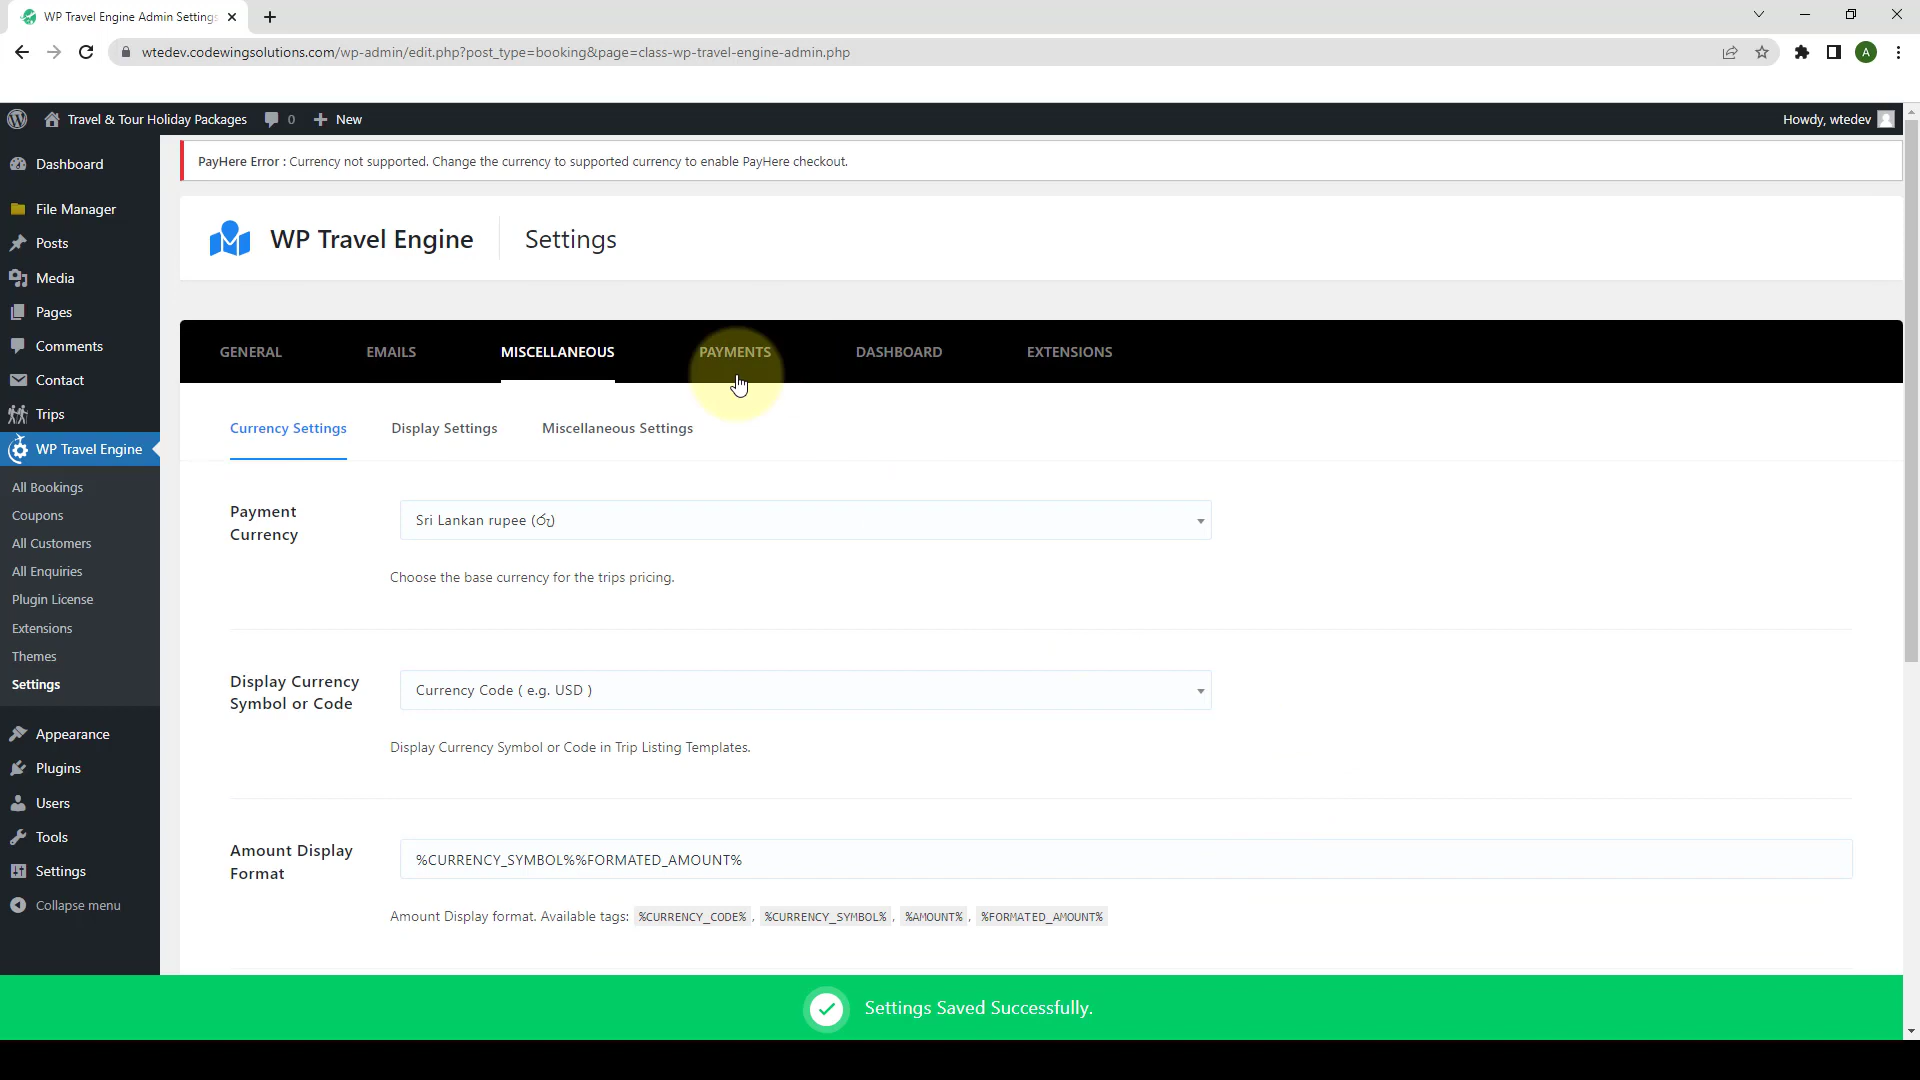 WP Travel Engine Admin Settings
wtedev.codewingsolutions.com/wp-admin/edit.php?post_type=booking&page=class-wp-travel-engine-admin.php
A
Travel & Tour Holiday Packages
0
New
Howdy, wtedev
Dashboard
File Manager
Posts
Media
Pages
Comments
Contact
Trips
WP Travel Engine
All Bookings
Coupons
All Customers
All Enquiries
Plugin License
Extensions
Themes
Settings
Appearance
Plugins
Users
Tools
Settings
Collapse menu
PayHere Error : Currency not supported. Change the currency to supported currency to enable PayHere checkout.
WP Travel Engine
Settings
GENERAL
EMAILS
MISCELLANEOUS
PAYMENTS
DASHBOARD
EXTENSIONS
Currency Settings
Display Settings
Miscellaneous Settings
Payment
Currency
Sri Lankan rupee (රු)
Choose the base currency for the trips pricing.
Display Currency
Symbol or Code
Currency Code ( e.g. USD )
Display Currency Symbol or Code in Trip Listing Templates.
Amount Display
Format
%CURRENCY_SYMBOL%%FORMATED_AMOUNT%
Amount Display format. Available tags: %CURRENCY_CODE%, %CURRENCY_SYMBOL%, %AMOUNT%, %FORMATED_AMOUNT%
Settings Saved Successfully.